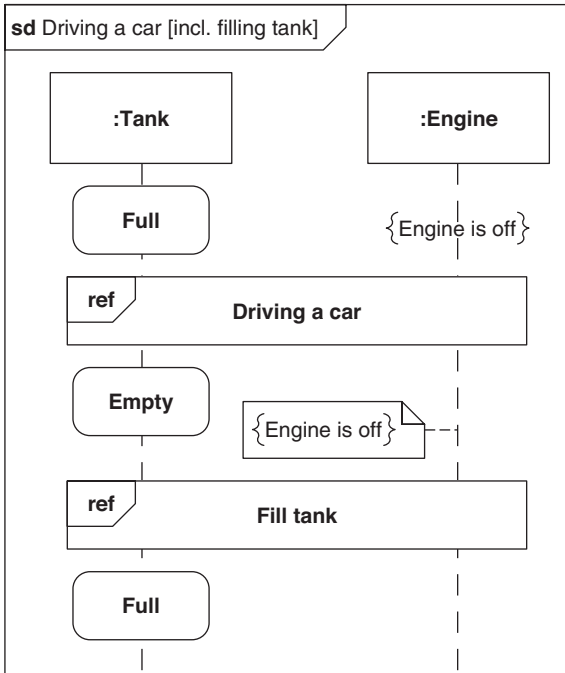 sd Driving a car [incl. filling tank]
:Tank
:Engine
Full
{Engine is off}
ref
Driving a car
Empty
{Engine is off}
ref
Fill tank
Full